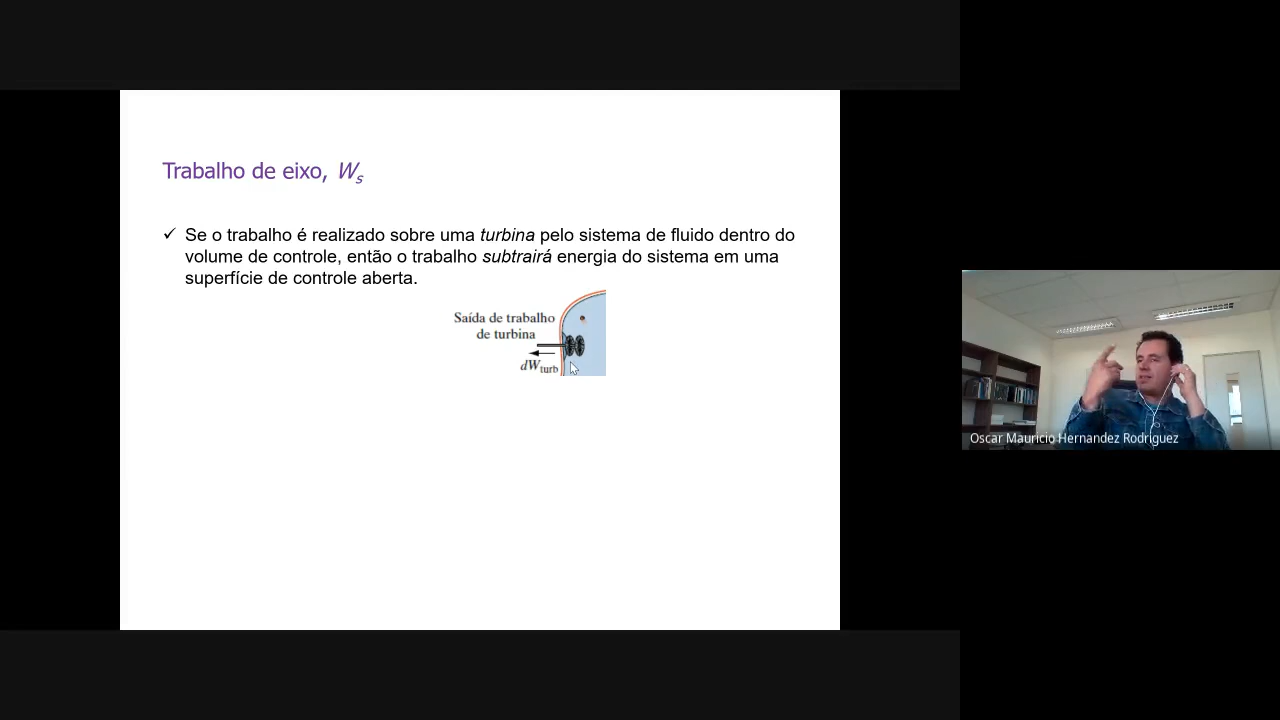 Trabalho de eixo, Ws
✓ Se o trabalho é realizado sobre uma turbina pelo sistema de fluido dentro do
volume de controle, então o trabalho subtrairá energia do sistema em uma
superfície de controle aberta.
Saída de trabalho
de turbina
dWturb
Oscar Mauricio Hernandez Rodriguez